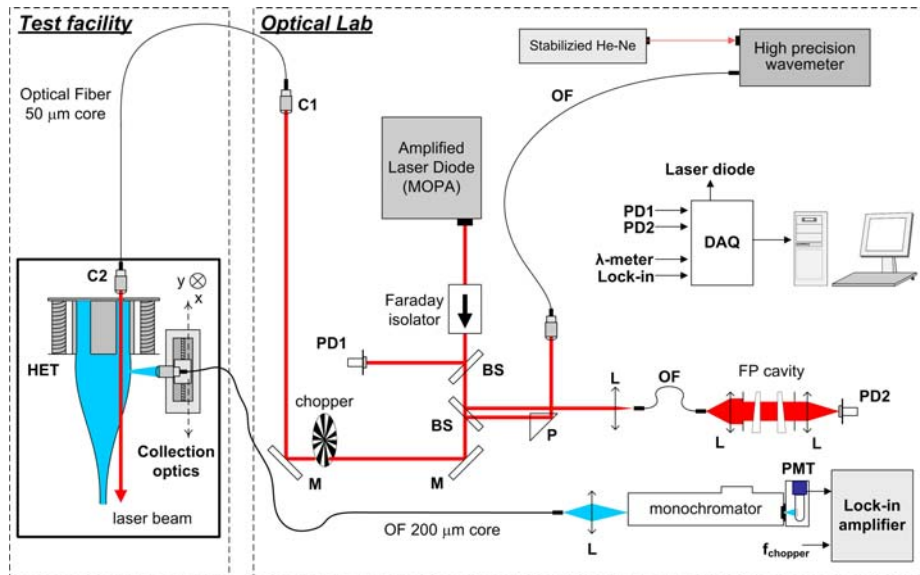 Test facility
Optical Lab
Stabilizied He-Ne
High precision
wavemeter
Optical Fiber
50 μm core
C1
OF
Amplified
Laser Diode
(MOPA)
Laser diode
PD1
PD2
DAQ
λ-meter
Lock-in
C2
y
x
Faraday
isolator
HET
PD1
BS
chopper
L
OF
FP cavity
PD2
BS
P
L
L
Collection
optics
M
M
PMT
laser beam
monochromator
Lock-in
amplifier
OF 200 μm core
L
fchopper